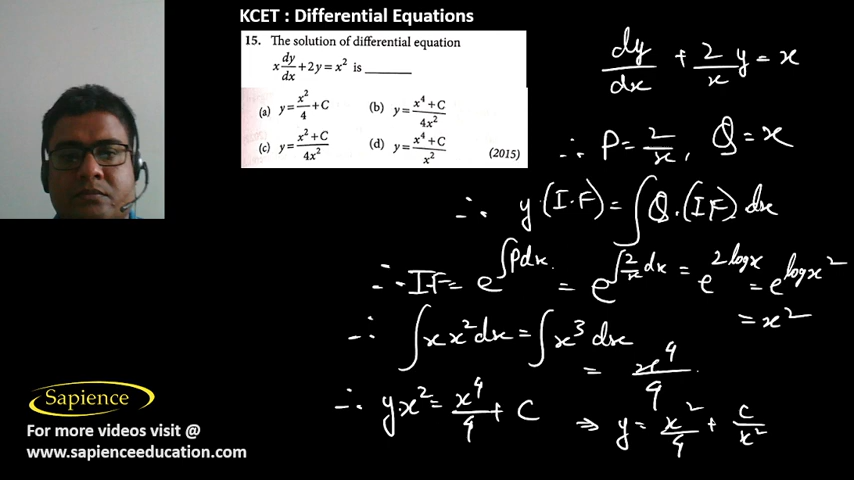 KCET : Differential Equations
15. The solution of differential equation
x dy/dx + 2y = x² is ________
(a) y = x²/4 + C (b) y = (x⁴ + C)/4x²
(c) y = (x² + C)/4x² (d) y = (x⁴ + C)/x²
(2015)
dy/dx + 2/x y = x
∴ P = 2/x, Q = x
∴ y·(I·F) = ∫Q·(IF) dx
∴ IF = e^∫Pdx. = e^∫2/x dx = e^2logx = e^logx²
= x²
∴ ∫x x² dx = ∫x³ dx
= x⁴/4.
∴ y·x² = x⁴/4 + C
⇒ y = x²/4 + C/x²
Sapience
For more videos visit @
www.sapienceeducation.com